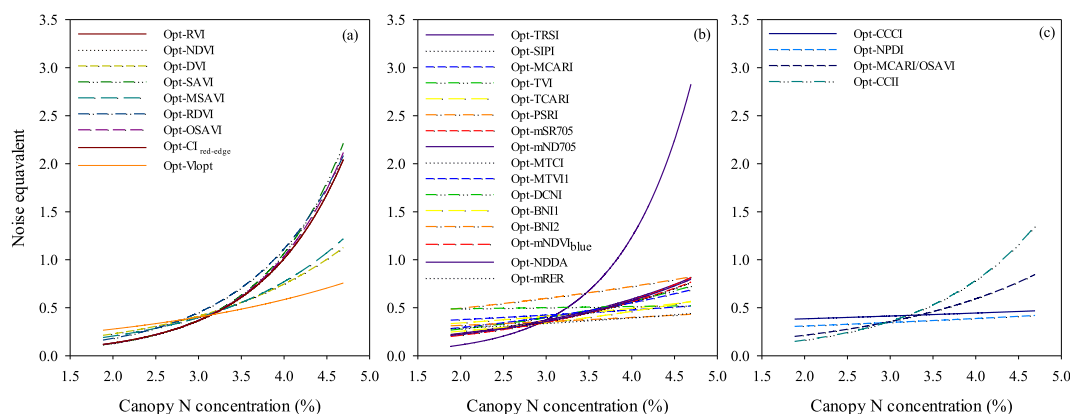 Noise equavalent
3.5
3.0
2.5
2.0
1.5
1.0
0.5
0.0
(a)
Opt-RVI
Opt-NDVI
Opt-DVI
Opt-SAVI
Opt-MSAVI
Opt-RDVI
Opt-OSAVI
Opt-CI red-edge
Opt-VIopt
1.5 2.0 2.5 3.0 3.5 4.0 4.5 5.0
Canopy N concentration (%)
3.5
3.0
2.5
2.0
1.5
1.0
0.5
0.0
(b)
Opt-TRSI
Opt-SIPI
Opt-MCARI
Opt-TVI
Opt-TCARI
Opt-PSRI
Opt-mSR705
Opt-mND705
Opt-MTCI
Opt-MTVI1
Opt-DCNI
Opt-BNI1
Opt-BNI2
Opt-mNDVIblue
Opt-NDDA
Opt-mRER
1.5 2.0 2.5 3.0 3.5 4.0 4.5 5.0
Canopy N concentration (%)
3.5
3.0
2.5
2.0
1.5
1.0
0.5
0.0
(c)
Opt-CCCI
Opt-NPDI
Opt-MCARI/OSAVI
Opt-CCII
1.5 2.0 2.5 3.0 3.5 4.0 4.5 5.0
Canopy N concentration (%)